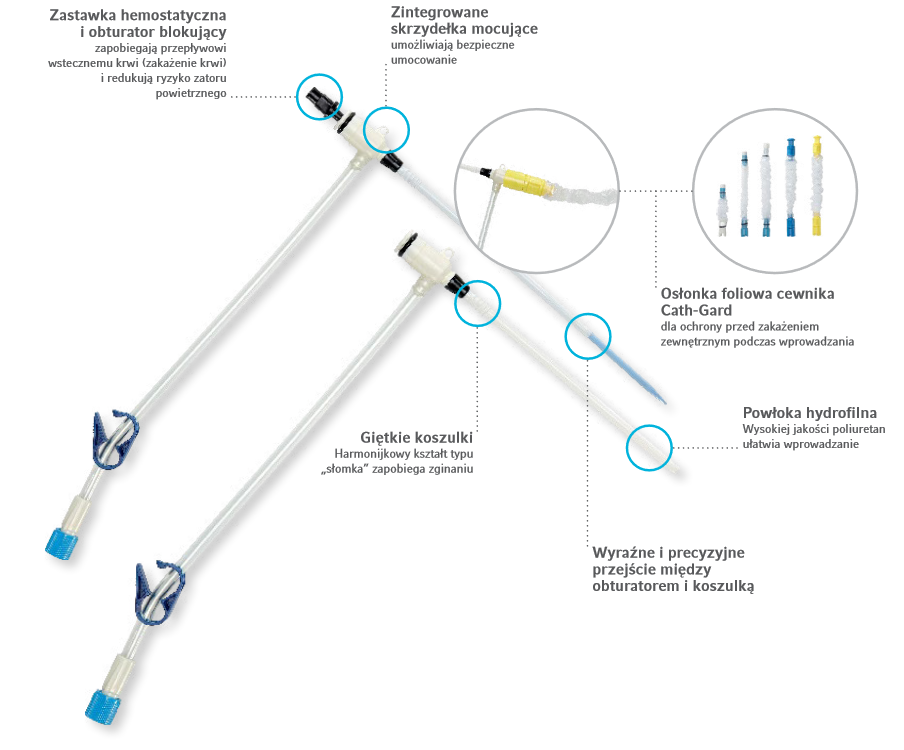 Zastawka hemostatyczna
i obturator blokujący
zapobiegają przepływowi
wstecznemu krwi (zakażenie krwi)
i redukują ryzyko zatoru
powietrznego
Zintegrowane
skrzydełka mocujące
umożliwiają bezpieczne
umocowanie
Osłonka foliowa cewnika
Cath-Gard
dla ochrony przed zakażeniem
zewnętrznym podczas wprowadzania
Powłoka hydrofilna
Wysokiej jakości poliuretan
ułatwia wprowadzanie
Giętkie koszulki
Harmonijkowy kształt typu
„słomka” zapobiega zginaniu
Wyraźne i precyzyjne
przejście między
obturatorem i koszulką